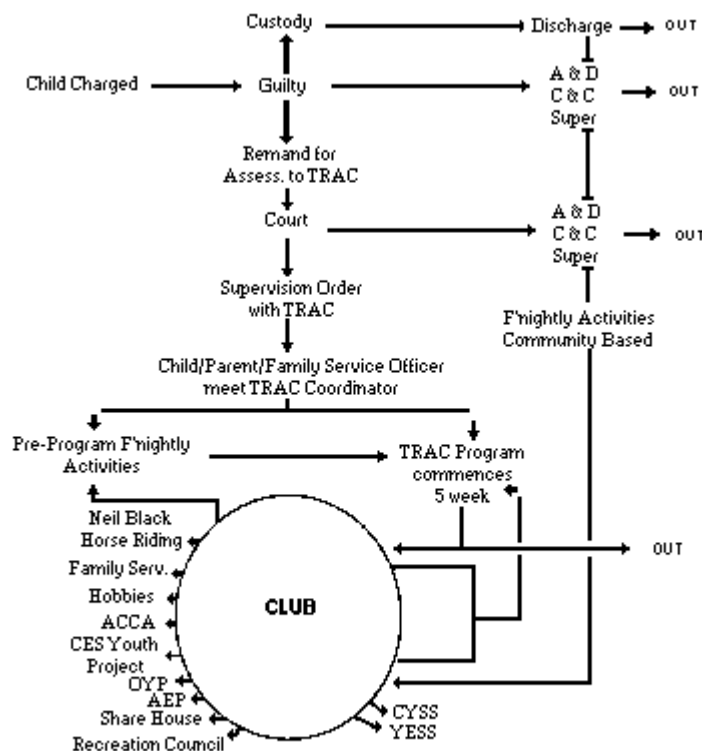 Custody
Discharge
OUT
Child Charged
Guilty
A & D
C & C
Super
OUT
Remand for
Assess. to TRAC
Court
A & D
C & C
Super
OUT
Supervision Order
with TRAC
F'nightly Activities
Community Based
Child/Parent/Family Service Officer
meet TRAC Coordinator
Pre-Program F'nightly
Activities
TRAC Program
commences
5 week
OUT
Neil Black
Horse Riding
Family Serv.
Hobbies
ACCA
CES Youth
Project
OYP
AEP
Share House
Recreation Council
CLUB
CYSS
YESS